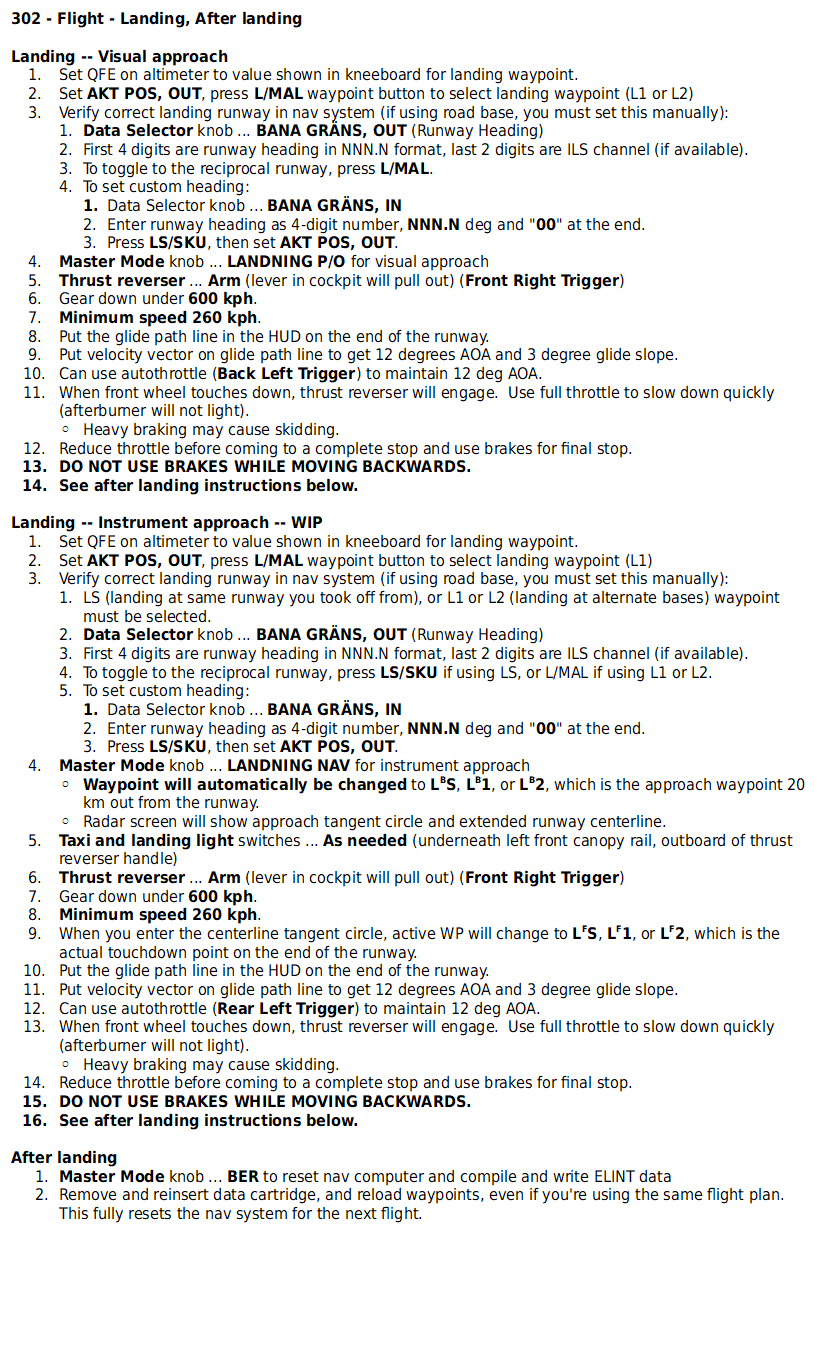 302 - Flight - Landing, After landing
Landing -- Visual approach
1. Set QFE on altimeter to value shown in kneeboard for landing waypoint.
2. Set AKT POS, OUT, press L/MAL waypoint button to select landing waypoint (L1 or L2)
3. Verify correct landing runway in nav system (if using road base, you must set this manually):
1. Data Selector knob ... BANA GRÄNS, OUT (Runway Heading)
2. First 4 digits are runway heading in NNN.N format, last 2 digits are ILS channel (if available).
3. To toggle to the reciprocal runway, press L/MAL.
4. To set custom heading:
1. Data Selector knob ... BANA GRÄNS, IN
2. Enter runway heading as 4-digit number, NNN.N deg and "00" at the end.
3. Press LS/SKU, then set AKT POS, OUT.
4. Master Mode knob ... LANDNING P/O for visual approach
5. Thrust reverser ... Arm (lever in cockpit will pull out) (Front Right Trigger)
6. Gear down under 600 kph.
7. Minimum speed 260 kph.
8. Put the glide path line in the HUD on the end of the runway.
9. Put velocity vector on glide path line to get 12 degrees AOA and 3 degree glide slope.
10. Can use autothrottle (Back Left Trigger) to maintain 12 deg AOA.
11. When front wheel touches down, thrust reverser will engage.  Use full throttle to slow down quickly
(afterburner will not light).
○ Heavy braking may cause skidding.
12. Reduce throttle before coming to a complete stop and use brakes for final stop.
13. DO NOT USE BRAKES WHILE MOVING BACKWARDS.
14. See after landing instructions below.
Landing -- Instrument approach -- WIP
1. Set QFE on altimeter to value shown in kneeboard for landing waypoint.
2. Set AKT POS, OUT, press L/MAL waypoint button to select landing waypoint (L1)
3. Verify correct landing runway in nav system (if using road base, you must set this manually):
1. LS (landing at same runway you took off from), or L1 or L2 (landing at alternate bases) waypoint
must be selected.
2. Data Selector knob ... BANA GRÄNS, OUT (Runway Heading)
3. First 4 digits are runway heading in NNN.N format, last 2 digits are ILS channel (if available).
4. To toggle to the reciprocal runway, press LS/SKU if using LS, or L/MAL if using L1 or L2.
5. To set custom heading:
1. Data Selector knob ... BANA GRÄNS, IN
2. Enter runway heading as 4-digit number, NNN.N deg and "00" at the end.
3. Press LS/SKU, then set AKT POS, OUT.
4. Master Mode knob ... LANDNING NAV for instrument approach
○ Waypoint will automatically be changed to LᴮS, Lᴮ1, or Lᴮ2, which is the approach waypoint 20
km out from the runway.
○ Radar screen will show approach tangent circle and extended runway centerline.
5. Taxi and landing light switches ... As needed (underneath left front canopy rail, outboard of thrust
reverser handle)
6. Thrust reverser ... Arm (lever in cockpit will pull out) (Front Right Trigger)
7. Gear down under 600 kph.
8. Minimum speed 260 kph.
9. When you enter the centerline tangent circle, active WP will change to LᶠS, Lᶠ1, or Lᶠ2, which is the
actual touchdown point on the end of the runway.
10. Put the glide path line in the HUD on the end of the runway.
11. Put velocity vector on glide path line to get 12 degrees AOA and 3 degree glide slope.
12. Can use autothrottle (Rear Left Trigger) to maintain 12 deg AOA.
13. When front wheel touches down, thrust reverser will engage.  Use full throttle to slow down quickly
(afterburner will not light).
○ Heavy braking may cause skidding.
14. Reduce throttle before coming to a complete stop and use brakes for final stop.
15. DO NOT USE BRAKES WHILE MOVING BACKWARDS.
16. See after landing instructions below.
After landing
1. Master Mode knob ... BER to reset nav computer and compile and write ELINT data
2. Remove and reinsert data cartridge, and reload waypoints, even if you're using the same flight plan.
This fully resets the nav system for the next flight.